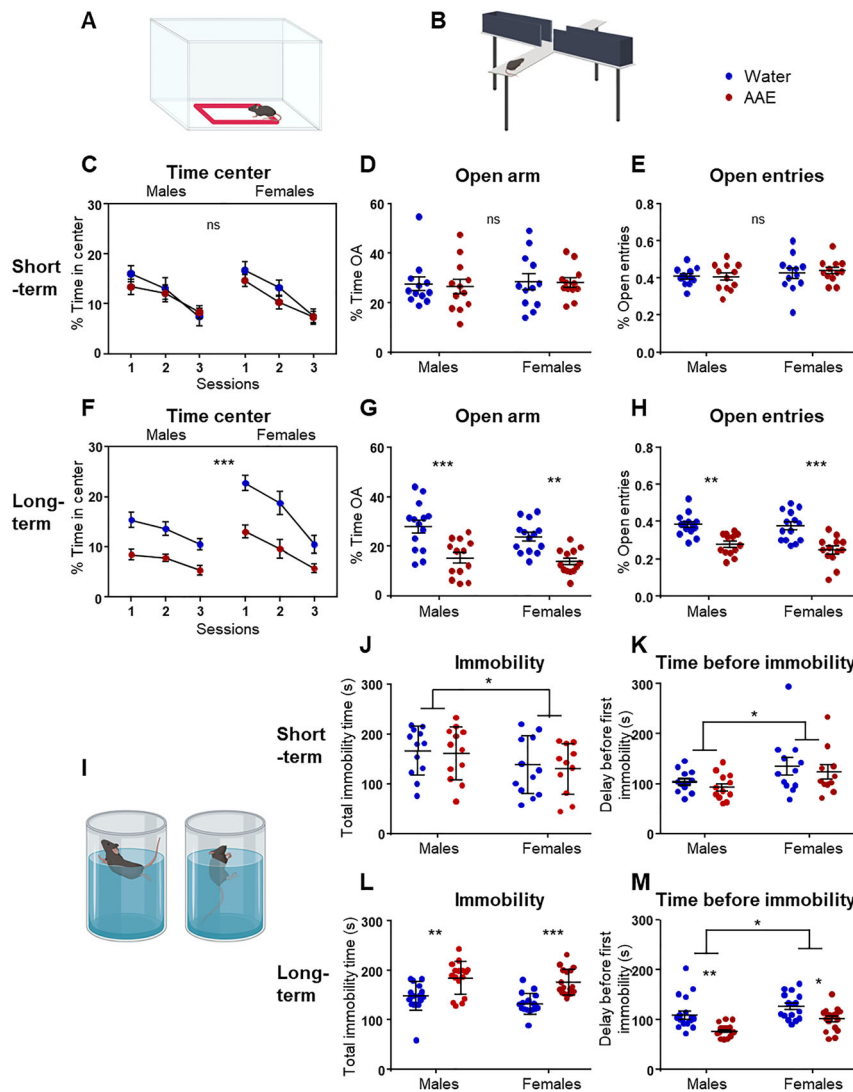 A
B
Water
AAE
C
Time center
Males
Females
D
Open arm
E
Open entries
Short
-term
% Time in center
30
20
10
0
ns
1 2 3 1 2 3
Sessions
% Time OA
60
40
20
0
ns
Males Females
% Open entries
0.8
0.6
0.4
0.2
0.0
ns
Males Females
F
Time center
Males
Females
G
Open arm
H
Open entries
Long-
term
% Time in center
30
20
10
0
***
1 2 3 1 2 3
Sessions
% Time OA
60
40
20
0
*** **
Males Females
% Open entries
0.8
0.6
0.4
0.2
0.0
** ***
Males Females
I
J
Immobility
K
Time before immobility
Short
-term
Total immobility time (s)
300
200
100
0
*
Males Females
Delay before first
immobility (s)
300
200
100
0
*
Males Females
L
Immobility
M
Time before immobility
Long-
term
Total immobility time (s)
300
200
100
0
** ***
Males Females
Delay before first
immobility (s)
300
200
100
0
*
** *
Males Females